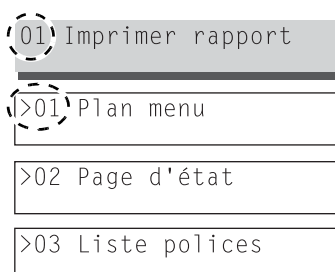 01 Imprimer rapport
>01 Plan menu
>02 Page d'état
>03 Liste polices